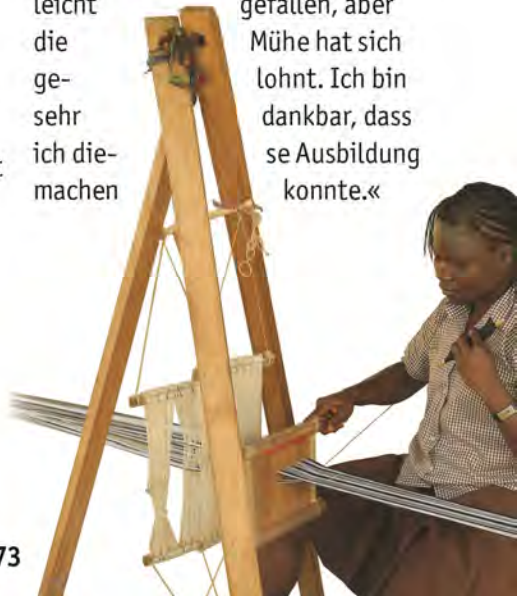 leicht gefallen, aber
die Mühe hat sich
ge- lohnt. Ich bin
sehr dankbar, dass
ich die- se Ausbildung
machen konnte.«
73